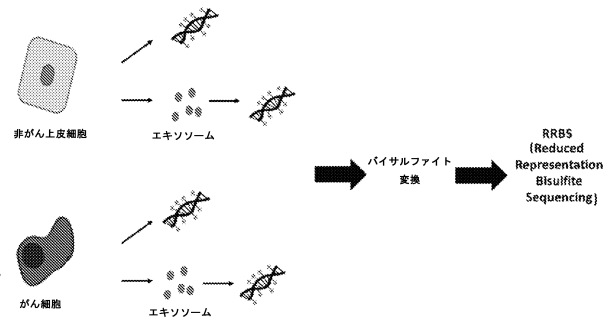 非がん上皮細胞
エキソソーム
バイサルファイト
変換
RRBS
(Reduced
Representation
Bisulfite
Sequencing)
がん細胞
エキソソーム